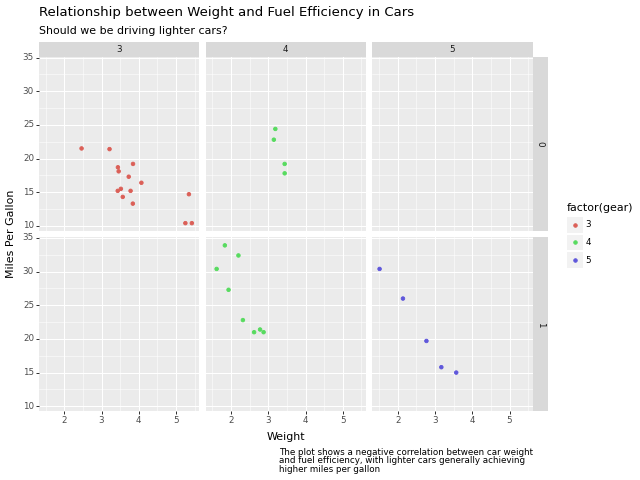 Relationship between Weight and Fuel Efficiency in Cars
Should we be driving lighter cars?
3 4 5
35
30
25
20
15
10
0
35
30
25
20
15
10
1
2 3 4 5 2 3 4 5 2 3 4 5
Miles Per Gallon
Weight
factor(gear)
3
4
5
The plot shows a negative correlation between car weight
and fuel efficiency, with lighter cars generally achieving
higher miles per gallon